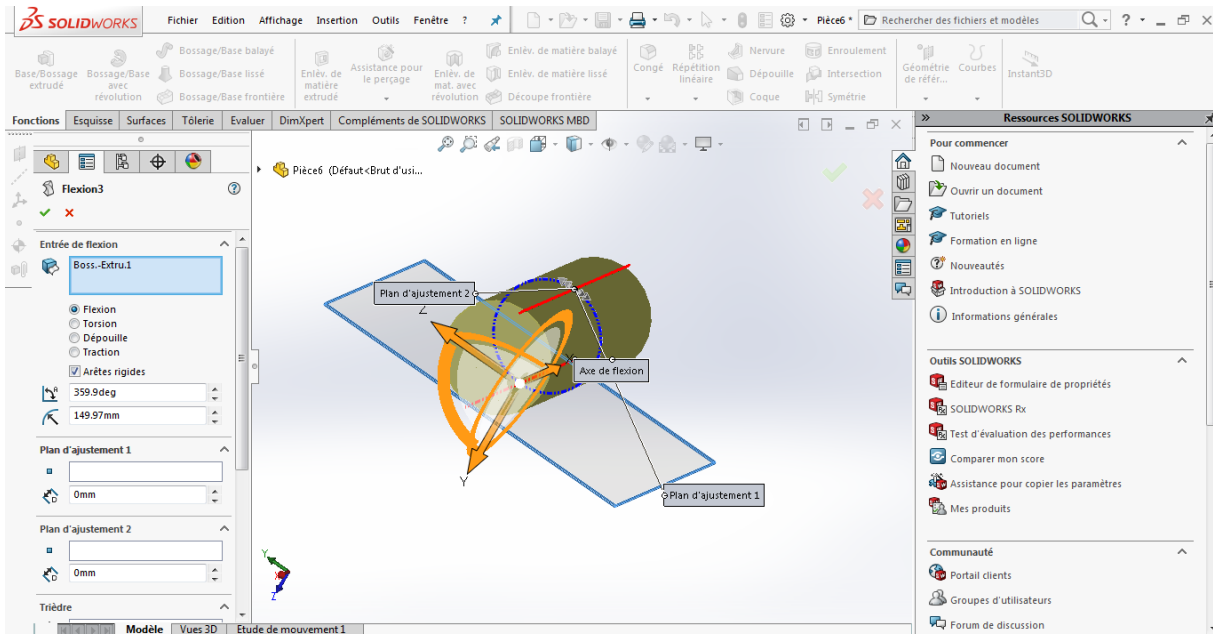 SOLIDWORKS Fichier Edition Affichage Insertion Outils Fenêtre ? Pièce6 * Rechercher des fichiers et modèles ?
Base/Bossage extrudé
Bossage/Base avec révolution
Bossage/Base balayé
Bossage/Base lissé
Bossage/Base frontière
Enlèv. de matière extrudé
Assistance pour le perçage
Enlèv. de mat. avec révolution
Enlèv. de matière balayé
Enlèv. de matière lissé
Découpe frontière
Congé
Répétition linéaire
Nervure
Dépouille
Coque
Enroulement
Intersection
Symétrie
Géométrie de référ...
Courbes
Instant3D
Fonctions Esquisse Surfaces Tôlerie Evaluer DimXpert Compléments de SOLIDWORKS SOLIDWORKS MBD
Flexion3
Entrée de flexion
Boss.-Extru.1
Flexion
Torsion
Dépouille
Traction
Arêtes rigides
359.9deg
149.97mm
Plan d'ajustement 1
0mm
Plan d'ajustement 2
0mm
Trièdre
Pièce6 (Défaut<Brut d'usi...
Plan d'ajustement 2
Z
X
Axe de flexion
Y
Plan d'ajustement 1
Y
X
Z
Modèle Vues 3D Etude de mouvement 1
Ressources SOLIDWORKS
Pour commencer
Nouveau document
Ouvrir un document
Tutoriels
Formation en ligne
Nouveautés
Introduction à SOLIDWORKS
Informations générales
Outils SOLIDWORKS
Editeur de formulaire de propriétés
SOLIDWORKS Rx
Test d'évaluation des performances
Comparer mon score
Assistance pour copier les paramètres
Mes produits
Communauté
Portail clients
Groupes d'utilisateurs
Forum de discussion